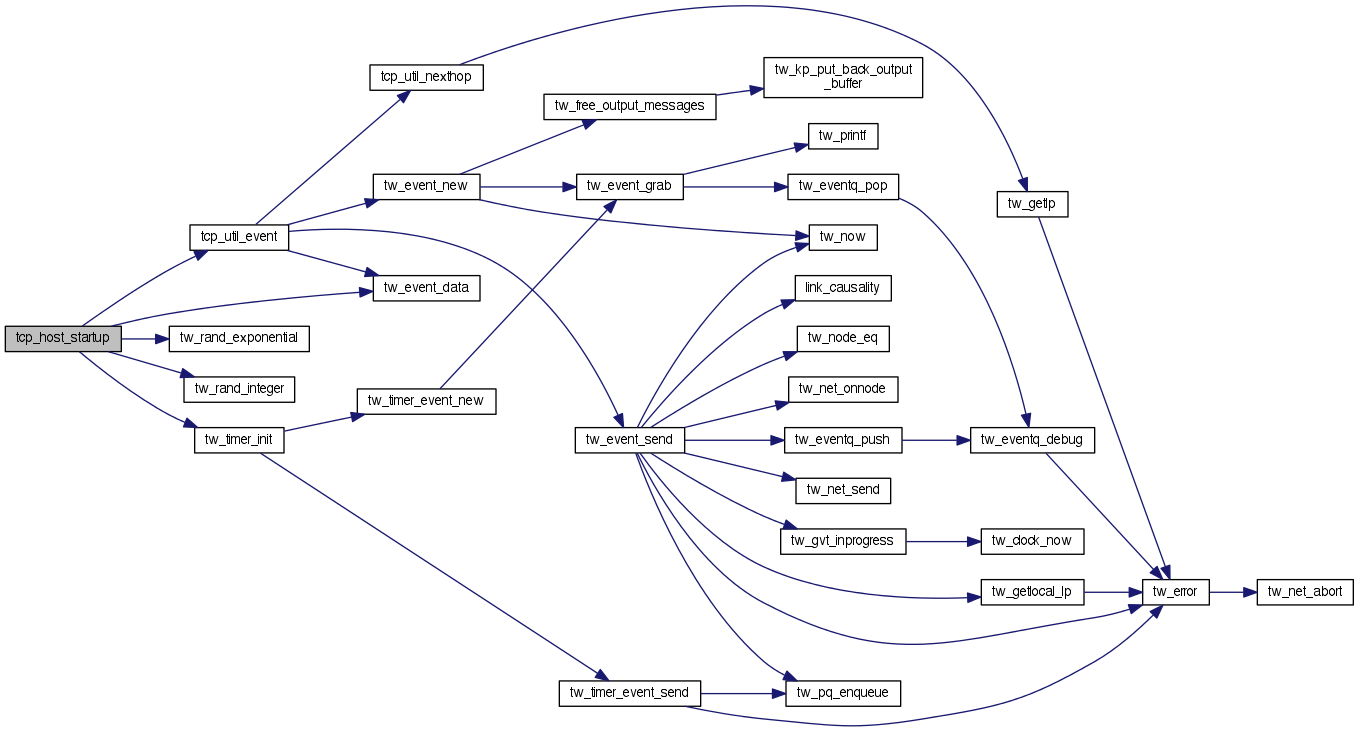 tcp_util_nexthop
tw_kp_put_back_output
_buffer
tw_free_output_messages
tw_printf
tw_event_new
tw_event_grab
tw_eventq_pop
tw_getlp
tcp_util_event
tw_now
tw_event_data
link_causality
tcp_host_startup
tw_rand_exponential
tw_node_eq
tw_rand_integer
tw_net_onnode
tw_timer_event_new
tw_timer_init
tw_event_send
tw_eventq_push
tw_eventq_debug
tw_net_send
tw_gvt_inprogress
tw_clock_now
tw_getlocal_lp
tw_error
tw_net_abort
tw_timer_event_send
tw_pq_enqueue